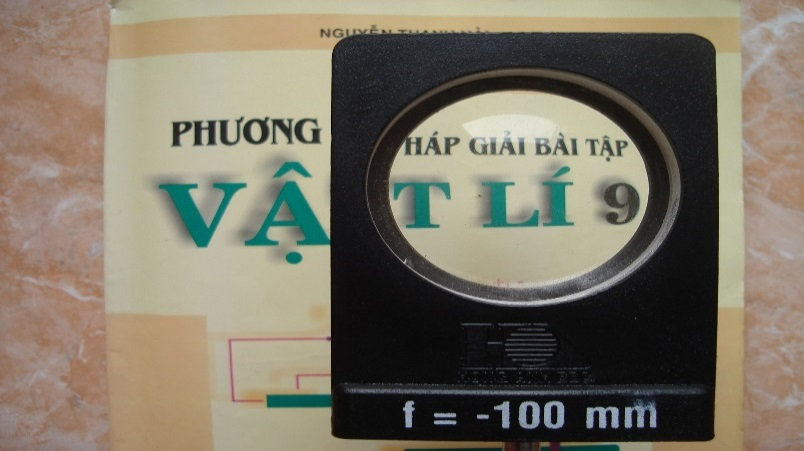 PHƯƠNG HÁP GIẢI BÀI TẬP
VẬT LÍ 9
f = -100 mm